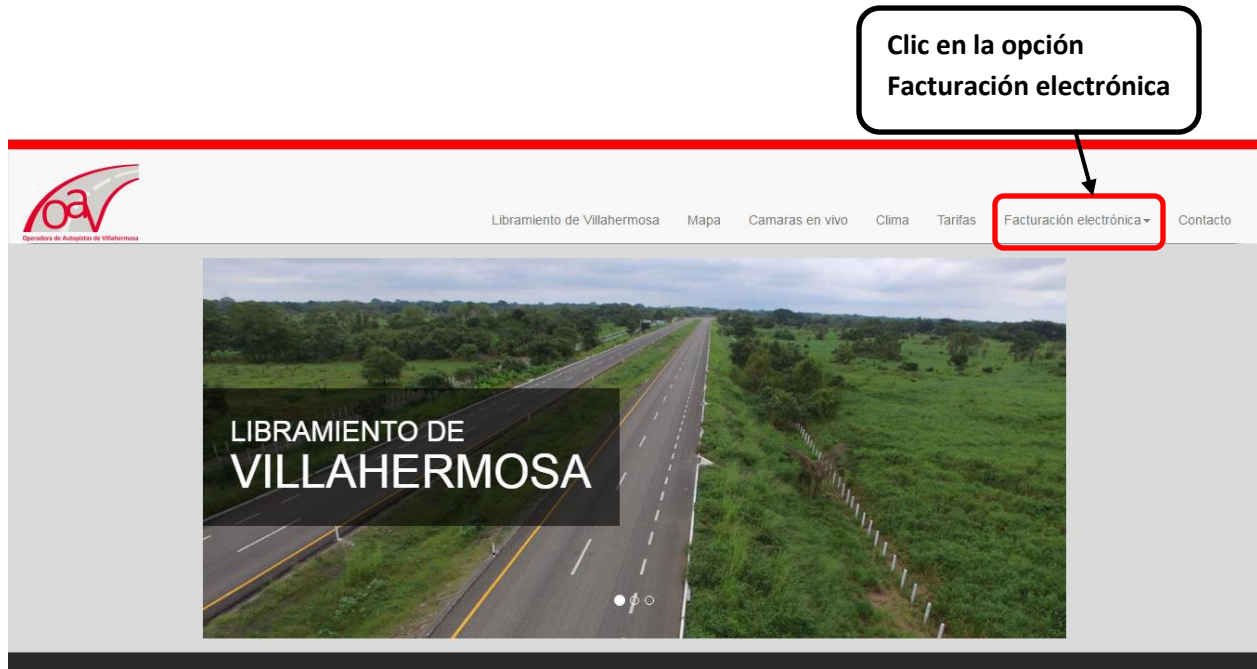 Clic en la opción
Facturación electrónica
oav
Operadora de Autopistas de Villahermosa
Libramiento de Villahermosa Mapa Camaras en vivo Clima Tarifas Facturación electrónica Contacto
LIBRAMIENTO DE
VILLAHERMOSA